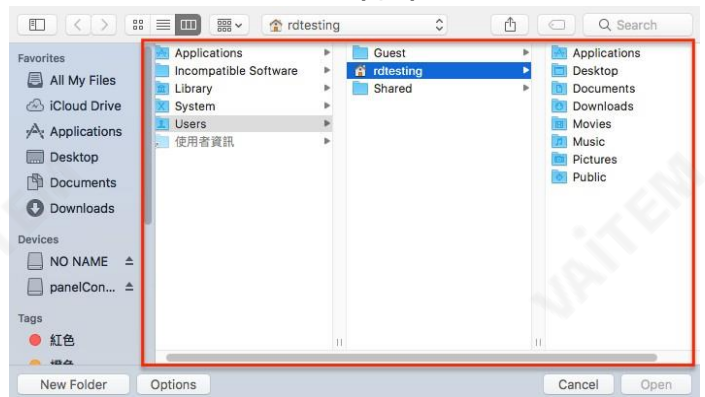 rdtesting
Search
Favorites
All My Files
iCloud Drive
Applications
Desktop
Documents
Downloads
Devices
NO NAME
panelCon...
Tags
紅色
Applications
Incompatible Software
Library
System
Users
使用者資訊
Guest
rdtesting
Shared
Applications
Desktop
Documents
Downloads
Movies
Music
Pictures
Public
VAITEM
New Folder
Options
Cancel
Open